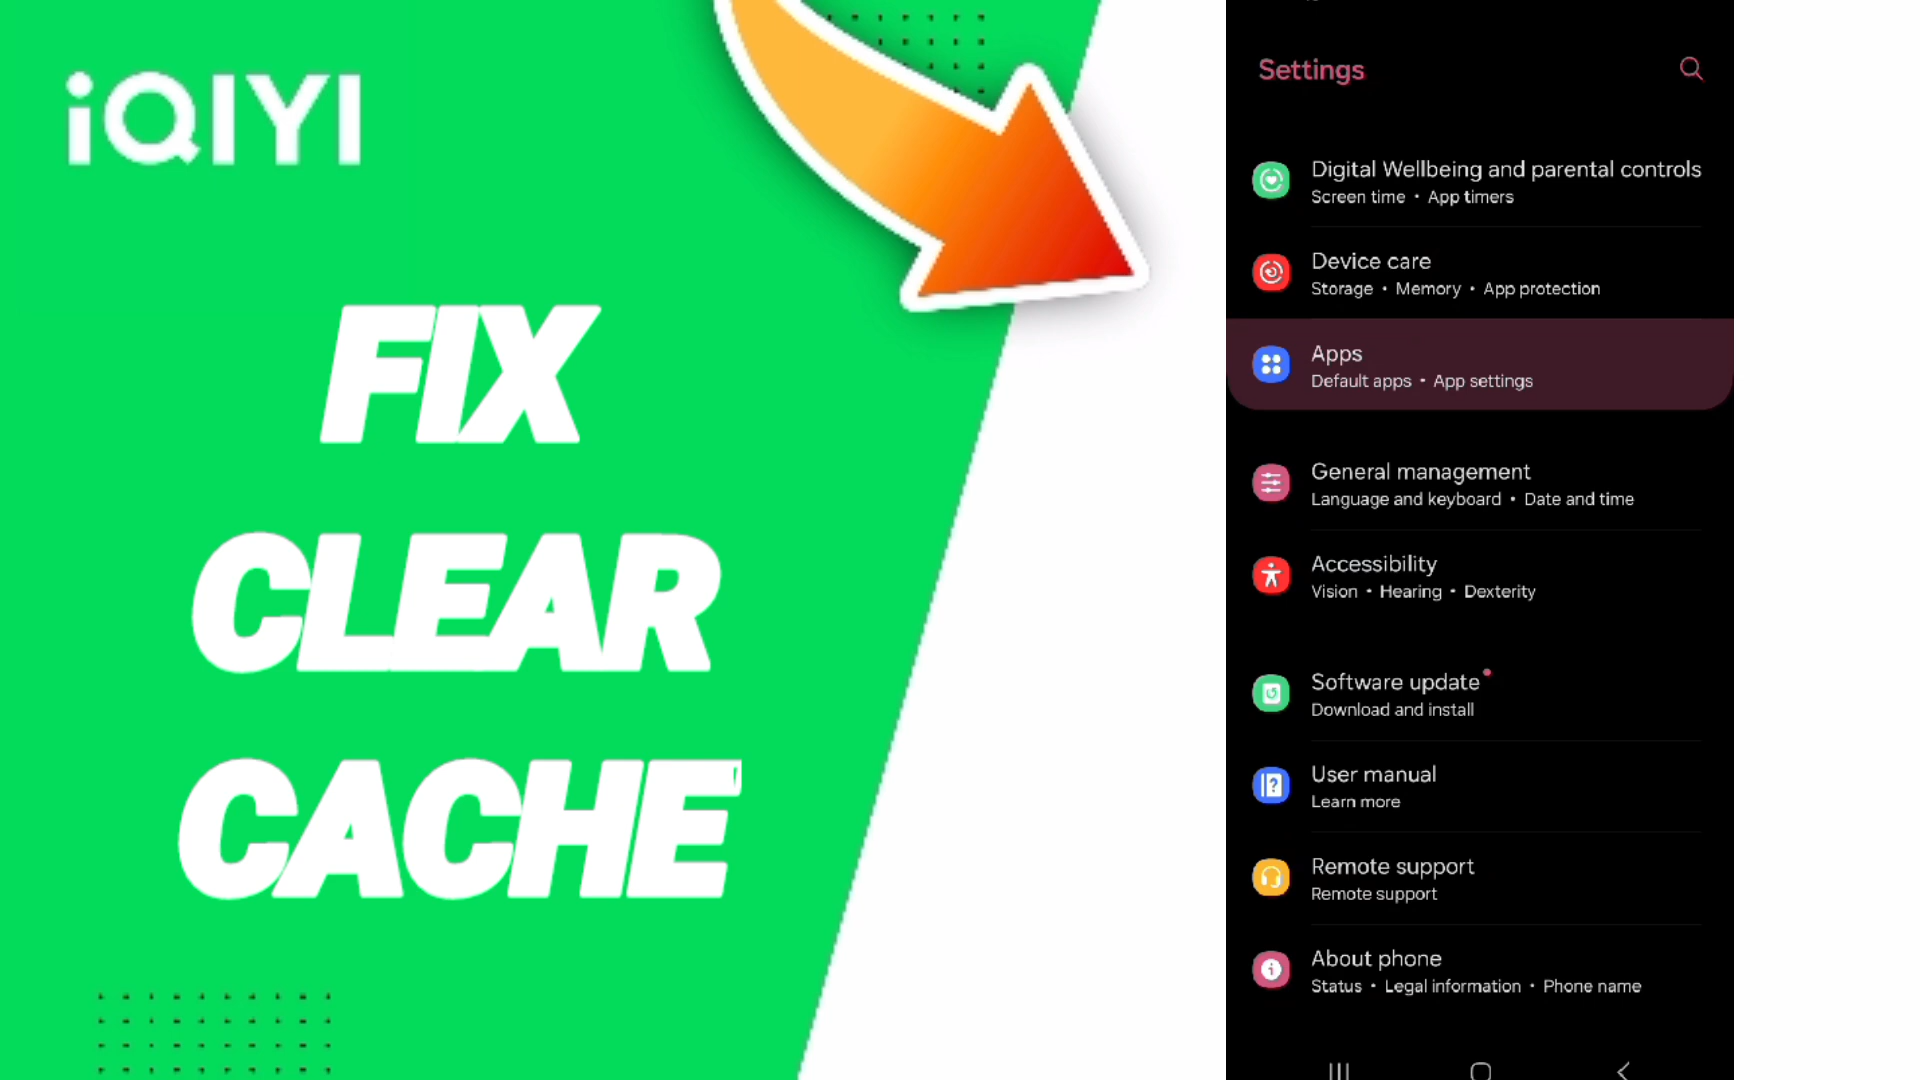 iQIYI
FIX
CLEAR
CACHE
Settings
Digital Wellbeing and parental controls
Screen time • App timers
Device care
Storage • Memory • App protection
Apps
Default apps • App settings
General management
Language and keyboard • Date and time
Accessibility
Vision • Hearing • Dexterity
Software update
Download and install
User manual
Learn more
Remote support
Remote support
About phone
Status • Legal information • Phone name